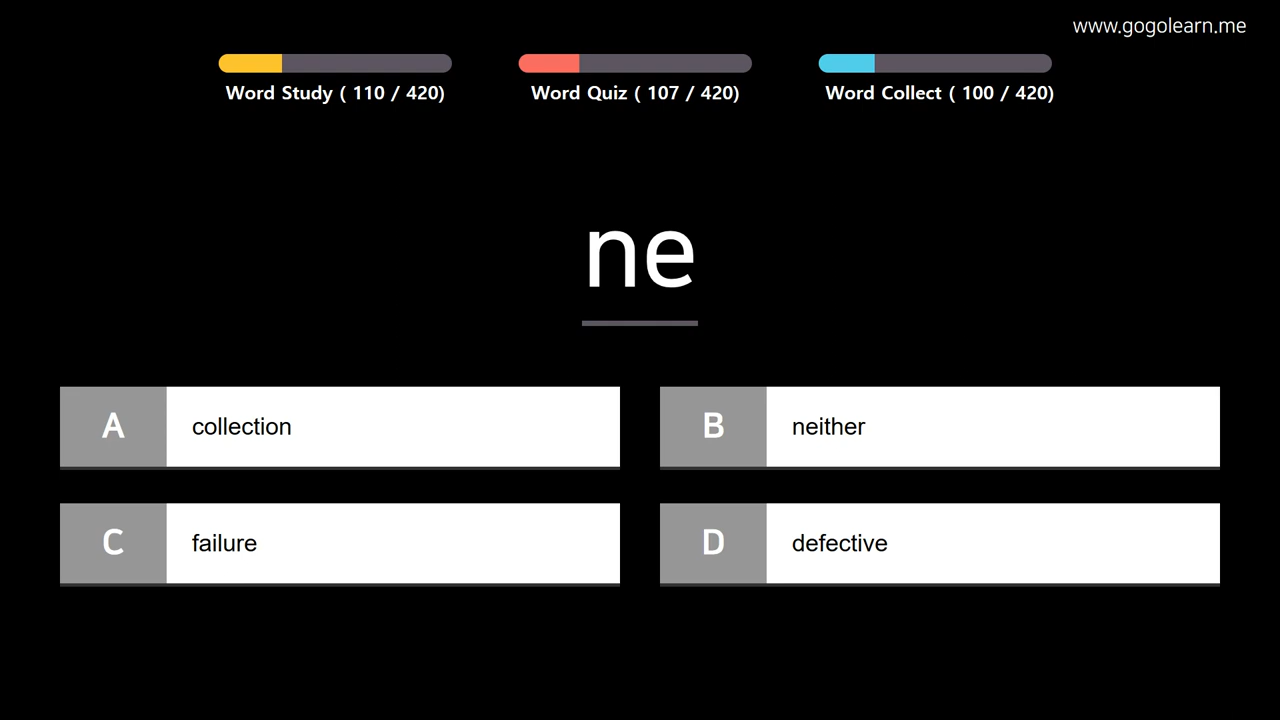 www.gogolearn.me
Word Study ( 110 / 420)
Word Quiz ( 107 / 420)
Word Collect ( 100 / 420)
ne
A collection
B neither
C failure
D defective